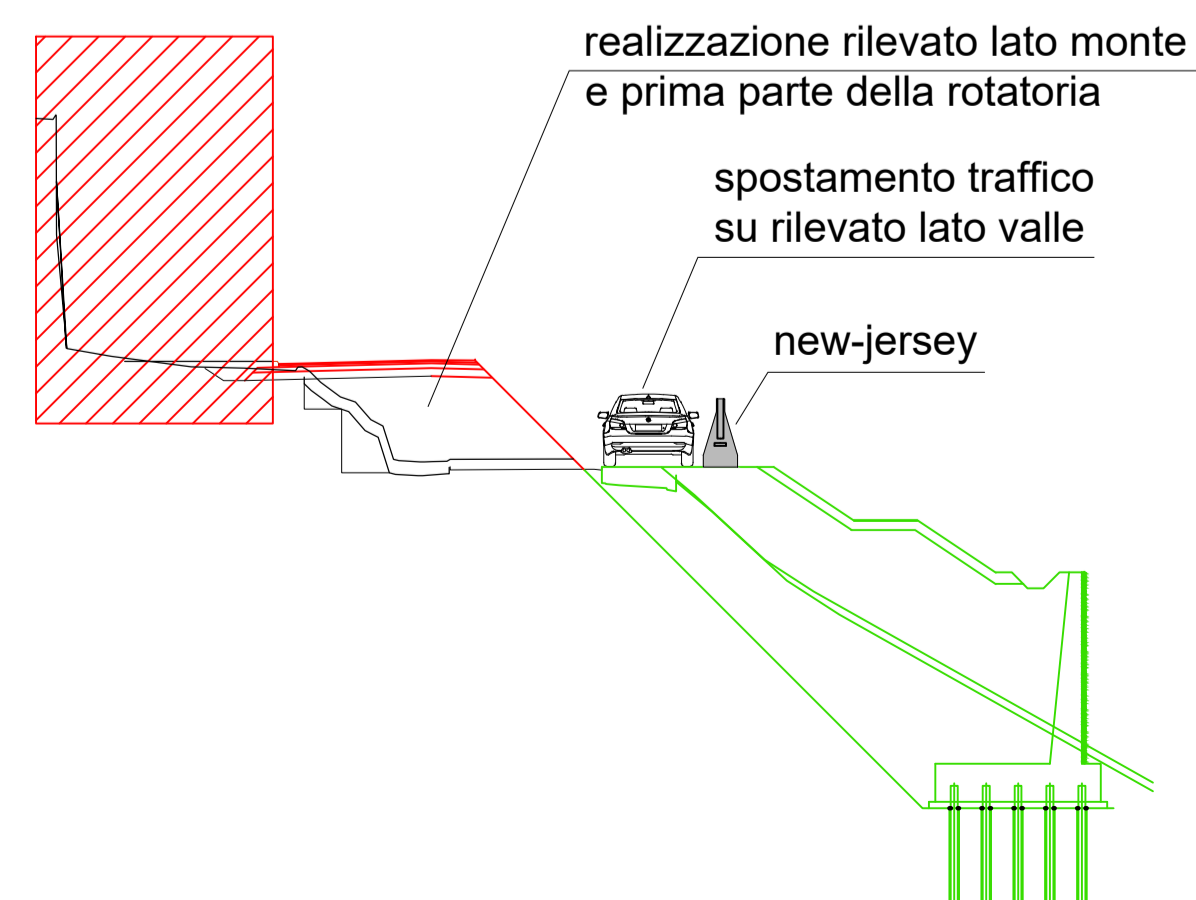 realizzazione rilevato lato monte
e prima parte della rotatoria
spostamento traffico
su rilevato lato valle
new-jersey